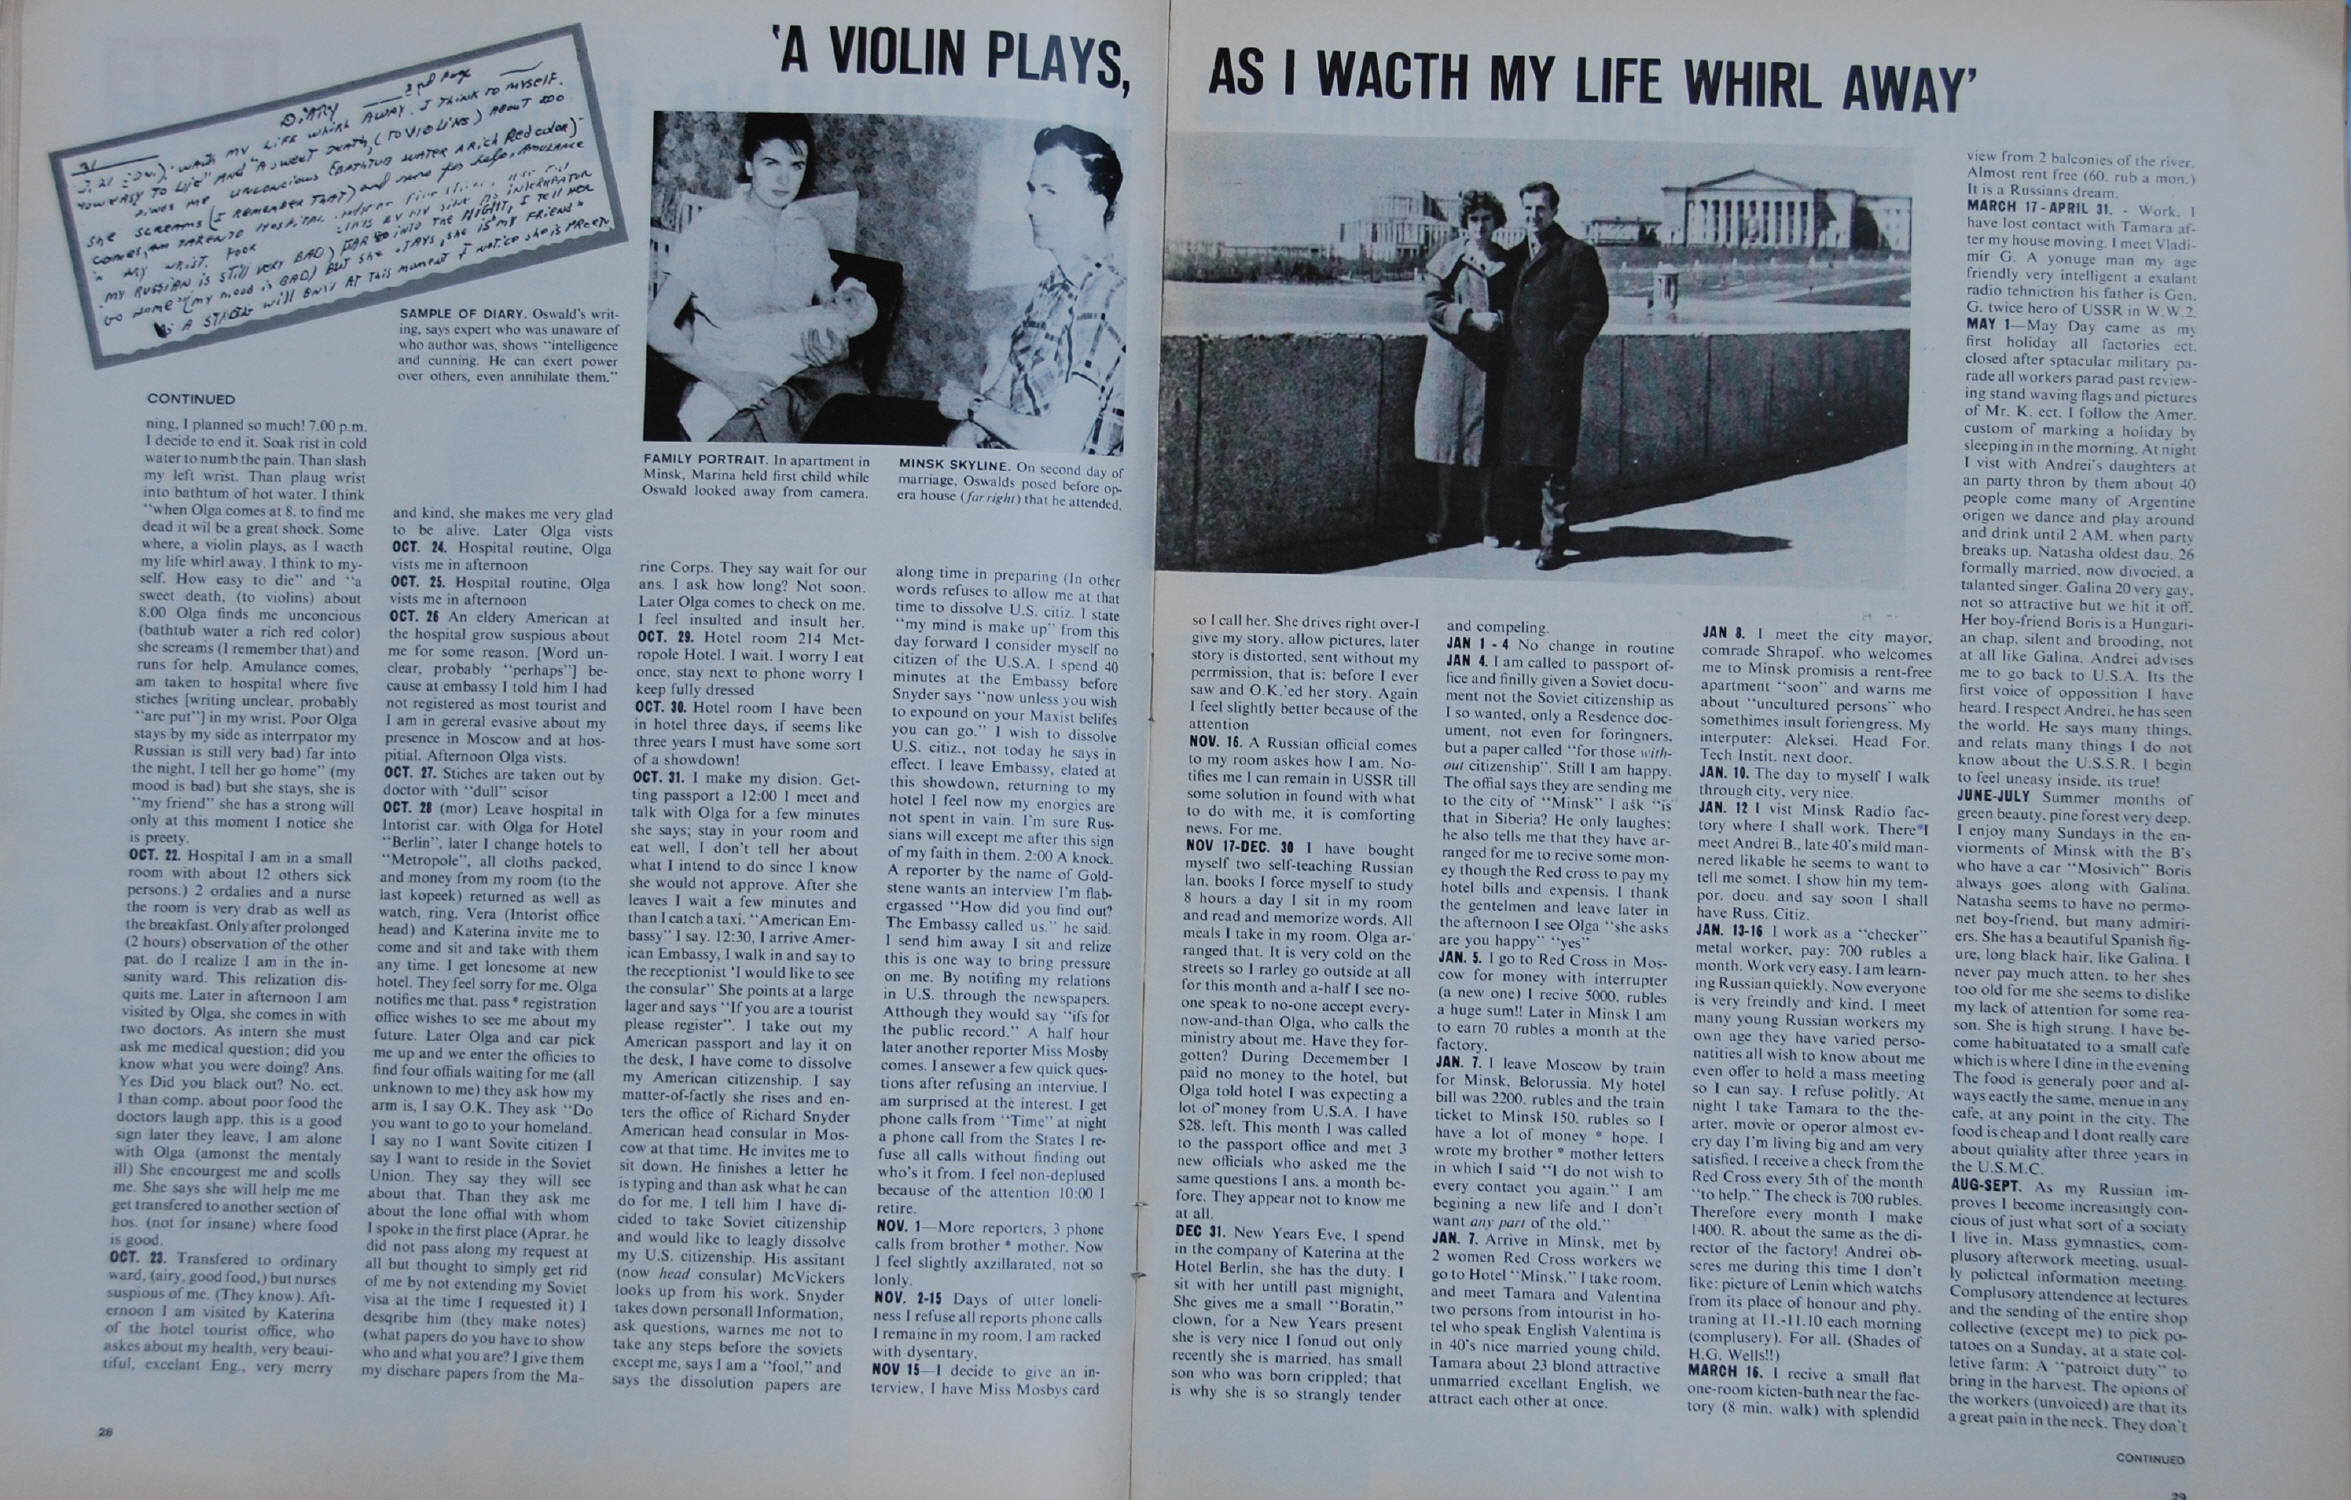 'A VIOLIN PLAYS, AS I WACTH MY LIFE WHIRL AWAY'
DIARY 2nd Page
MY LIFE WHIRL AWAY. I THINK TO MYSELF.
SAMPLE OF DIARY. Oswald's writ-
ing, says expert who was unaware of
who author was, shows "intelligence
and cunning. He can exert power
over others, even annihilate them."
FAMILY PORTRAIT. In apartment in
Minsk, Marina held first child while
Oswald looked away from camera.
MINSK SKYLINE. On second day of
marriage, Oswalds posed before op-
era house (far right) that he attended.
CONTINUED
ning, I planned so much! 7.00 p.m.
I decide to end it. Soak rist in cold
water to numb the pain. Than slash
my left wrist. Than plaug wrist
into bathtum of hot water. I think
"when Olga comes at 8. to find me
dead it wil be a great shock. Some
where, a violin plays, as I wacth
my life whirl away. I think to my-
self. How easy to die" and "a
sweet death, (to violins) about
8.00 Olga finds me unconcious
(bathtub water a rich red color)
she screams (I remember that) and
runs for help. Amulance comes,
am taken to hospital where five
stiches [writing unclear, probably
"are put"] in my wrist. Poor Olga
stays by my side as interrpator my
Russian is still very bad) far into
the night, I tell her go home" (my
mood is bad) but she stays, she is
"my friend" she has a strong will
only at this moment I notice she
is preety.
OCT. 22. Hospital I am in a small
room with about 12 others sick
persons.) 2 ordalies and a nurse
the room is very drab as well as
the breakfast. Only after prolonged
(2 hours) observation of the other
pat. do I realize I am in the in-
sanity ward. This relization dis-
quits me. Later in afternoon I am
visited by Olga, she comes in with
two doctors. As intern she must
ask me medical question; did you
know what you were doing? Ans.
Yes Did you black out? No. ect.
I than comp. about poor food the
doctors laugh app. this is a good
sign later they leave, I am alone
with Olga (amonst the mentaly
ill) She encourgest me and scolls
me. She says she will help me me
get transfered to another section of
hos. (not for insane) where food
is good.
OCT. 23. Transfered to ordinary
ward, (airy, good food,) but nurses
suspious of me. (They know). Aft-
ernoon I am visited by Katerina
of the hotel tourist office, who
askes about my health, very beaui-
tiful, excelant Eng., very merry
and kind, she makes me very glad
to be alive. Later Olga vists
OCT. 24. Hospital routine, Olga
vists me in afternoon
OCT. 25. Hospital routine, Olga
vists me in afternoon
OCT. 26 An eldery American at
the hospital grow suspious about
me for some reason. [Word un-
clear, probably "perhaps"] be-
cause at embassy I told him I had
not registered as most tourist and
I am in gereral evasive about my
presence in Moscow and at hos-
pitial. Afternoon Olga vists.
OCT. 27. Stiches are taken out by
doctor with "dull" scisor
OCT. 28 (mor) Leave hospital in
Intorist car. with Olga for Hotel
"Berlin", later I change hotels to
"Metropole", all cloths packed,
and money from my room (to the
last kopeek) returned as well as
watch, ring. Vera (Intorist office
head) and Katerina invite me to
come and sit and take with them
any time. I get lonesome at new
hotel. They feel sorry for me. Olga
notifies me that. pass * registration
office wishes to see me about my
future. Later Olga and car pick
me up and we enter the officies to
find four offials waiting for me (all
unknown to me) they ask how my
arm is, I say O.K. They ask "Do
you want to go to your homeland.
I say no I want Sovite citizen I
say I want to reside in the Soviet
Union. They say they will see
about that. Than they ask me
about the lone offial with whom
I spoke in the first place (Aprar. he
did not pass along my request at
all but thought to simply get rid
of me by not extending my Soviet
visa at the time I requested it) I
desqribe him (they make notes)
(what papers do you have to show
who and what you are? I give them
my dischare papers from the Ma-
rine Corps. They say wait for our
ans. I ask how long? Not soon.
Later Olga comes to check on me.
I feel insulted and insult her.
OCT. 29. Hotel room 214 Met-
ropole Hotel. I wait. I worry I eat
once, stay next to phone worry I
keep fully dressed
OCT. 30. Hotel room I have been
in hotel three days, if seems like
three years I must have some sort
of a showdown!
OCT. 31. I make my dision. Get-
ting passport a 12:00 I meet and
talk with Olga for a few minutes
she says; stay in your room and
eat well, I don't tell her about
what I intend to do since I know
she would not approve. After she
leaves I wait a few minutes and
than I catch a taxi. "American Em-
bassy" I say. 12:30, I arrive Amer-
ican Embassy, I walk in and say to
the receptionist 'I would like to see
the consular" She points at a large
lager and says "If you are a tourist
please register". I take out my
American passport and lay it on
the desk, I have come to dissolve
my American citizenship. I say
matter-of-factly she rises and en-
ters the office of Richard Snyder
American head consular in Mos-
cow at that time. He invites me to
sit down. He finishes a letter he
is typing and than ask what he can
do for me. I tell him I have di-
cided to take Soviet citizenship
and would like to leagly dissolve
my U.S. citizenship. His assitant
(now head consular) McVickers
looks up from his work. Snyder
takes down personall Information,
ask questions, warnes me not to
take any steps before the soviets
except me, says I am a "fool," and
says the dissolution papers are
along time in preparing (In other
words refuses to allow me at that
time to dissolve U.S. citiz. I state
"my mind is make up" from this
day forward I consider myself no
citizen of the U.S.A. I spend 40
minutes at the Embassy before
Snyder says "now unless you wish
to expound on your Maxist belifes
you can go." I wish to dissolve
U.S. citiz., not today he says in
effect. I leave Embassy, elated at
this showdown, returning to my
hotel I feel now my enorgies are
not spent in vain. I'm sure Rus-
sians will except me after this sign
of my faith in them. 2:00 A knock.
A reporter by the name of Gold-
stene wants an interview I'm flab-
ergassed "How did you find out?
The Embassy called us." he said.
I send him away I sit and relize
this is one way to bring pressure
on me. By notifing my relations
in U.S. through the newspapers.
Although they would say "ifs for
the public record." A half hour
later another reporter Miss Mosby
comes. I ansewer a few quick ques-
tions after refusing an interviue. I
am surprised at the interest. I get
phone calls from "Time" at night
a phone call from the States I re-
fuse all calls without finding out
who's it from. I feel non-deplused
because of the attention 10:00 I
retire.
NOV. 1—More reporters, 3 phone
calls from brother * mother. Now
I feel slightly axzillarated, not so
lonly.
NOV. 2-15 Days of utter loneli-
ness I refuse all reports phone calls
I remaine in my room, I am racked
with dysentary.
NOV 15—I decide to give an in-
terview, I have Miss Mosbys card
so I call her. She drives right over-I
give my story, allow pictures, later
story is distorted, sent without my
perrmission, that is: before I ever
saw and O.K.'ed her story. Again
I feel slightly better because of the
attention
NOV. 16. A Russian official comes
to my room askes how I am. No-
tifies me I can remain in USSR till
some solution in found with what
to do with me, it is comforting
news. For me.
NOV 17-DEC. 30 I have bought
myself two self-teaching Russian
lan. books I force myself to study
8 hours a day I sit in my room
and read and memorize words. All
meals I take in my room. Olga ar-
ranged that. It is very cold on the
streets so I rarley go outside at all
for this month and a-half I see no-
one speak to no-one accept every-
now-and-than Olga, who calls the
ministry about me. Have they for-
gotten? During Decemember I
paid no money to the hotel, but
Olga told hotel I was expecting a
lot of money from U.S.A. I have
$28. left. This month I was called
to the passport office and met 3
new officials who asked me the
same questions I ans. a month be-
fore. They appear not to know me
at all.
DEC 31. New Years Eve, I spend
in the company of Katerina at the
Hotel Berlin, she has the duty. I
sit with her untill past mignight,
She gives me a small "Boratin,"
clown, for a New Years present
she is very nice I fonud out only
recently she is married, has small
son who was born crippled; that
is why she is so strangly tender
and compeling.
JAN 1 - 4 No change in routine
JAN 4. I am called to passport of-
fice and finilly given a Soviet docu-
ment not the Soviet citizenship as
I so wanted, only a Resdence doc-
ument, not even for foringners,
but a paper called "for those with-
out citizenship". Still I am happy.
The offial says they are sending me
to the city of "Minsk" I ask "is
that in Siberia? He only laughes:
he also tells me that they have ar-
ranged for me to recive some mon-
ey though the Red cross to pay my
hotel bills and expensis. I thank
the gentelmen and leave later in
the afternoon I see Olga "she asks
are you happy" "yes"
JAN. 5. I go to Red Cross in Mos-
cow for money with interrupter
(a new one) I recive 5000. rubles
a huge sum!! Later in Minsk I am
to earn 70 rubles a month at the
factory.
JAN. 7. I leave Moscow by train
for Minsk, Belorussia. My hotel
bill was 2200. rubles and the train
ticket to Minsk 150. rubles so I
have a lot of money * hope. I
wrote my brother * mother letters
in which I said "I do not wish to
every contact you again." I am
begining a new life and I don't
want any part of the old."
JAN. 7. Arrive in Minsk, met by
2 women Red Cross workers we
go to Hotel "Minsk." I take room,
and meet Tamara and Valentina
two persons from intourist in ho-
tel who speak English Valentina is
in 40's nice married young child,
Tamara about 23 blond attractive
unmarried excellant English, we
attract each other at once.
JAN 8. I meet the city mayor,
comrade Shrapof, who welcomes
me to Minsk promisis a rent-free
apartment "soon" and warns me
about "uncultured persons" who
somethimes insult foriengress. My
interputer: Aleksei. Head For.
Tech Instit. next door.
JAN. 10. The day to myself I walk
through city, very nice.
JAN. 12 I vist Minsk Radio fac-
tory where I shall work. There I
meet Andrei B., late 40's mild man-
nered likable he seems to want to
tell me somet. I show hin my tem-
por. docu. and say soon I shall
have Russ. Citiz.
JAN. 13-16 I work as a "checker"
metal worker, pay: 700 rubles a
month. Work very easy. I am learn-
ing Russian quickly. Now everyone
is very freindly and kind. I meet
many young Russian workers my
own age they have varied perso-
natities all wish to know about me
even offer to hold a mass meeting
so I can say. I refuse politly. At
night I take Tamara to the the-
arter, movie or operor almost ev-
ery day I'm living big and am very
satisfied. I receive a check from the
Red Cross every 5th of the month
"to help." The check is 700 rubles.
Therefore every month I make
1400. R. about the same as the di-
rector of the factory! Andrei ob-
seres me during this time I don't
like: picture of Lenin which watchs
from its place of honour and phy.
traning at 11.-11.10 each morning
(complusery). For all. (Shades of
H.G. Wells!!)
MARCH 16. I recive a small flat
one-room kicten-bath near the fac-
tory (8 min. walk) with splendid
view from 2 balconies of the river.
Almost rent free (60. rub a mon.)
It is a Russians dream.
MARCH 17-APRIL 31. - Work. I
have lost contact with Tamara af-
ter my house moving. I meet Vladi-
mir G. A yonuge man my age
friendly very intelligent a exalant
radio tehniction his father is Gen.
G. twice hero of USSR in W.W.2.
MAY 1—May Day came as my
first holiday all factories ect.
closed after sptacular military pa-
rade all workers parad past review-
ing stand waving flags and pictures
of Mr. K. ect. I follow the Amer.
custom of marking a holiday by
sleeping in in the morning. At night
I vist with Andrei's daughters at
an party thron by them about 40
people come many of Argentine
origen we dance and play around
and drink until 2 AM. when party
breaks up. Natasha oldest dau. 26
formally married, now divocied, a
talanted singer. Galina 20 very gay,
not so attractive but we hit it off.
Her boy-friend Boris is a Hungari-
an chap, silent and brooding, not
at all like Galina. Andrei advises
me to go back to U.S.A. Its the
first voice of oppossition I have
heard. I respect Andrei, he has seen
the world. He says many things,
and relats many things I do not
know about the U.S.S.R. I begin
to feel uneasy inside, its true!
JUNE-JULY Summer months of
green beauty, pine forest very deep.
I enjoy many Sundays in the en-
viorments of Minsk with the B's
who have a car "Mosivich" Boris
always goes along with Galina.
Natasha seems to have no permo-
net boy-friend, but many admiri-
ers. She has a beautiful Spanish fig-
ure, long black hair, like Galina. I
never pay much atten. to her shes
too old for me she seems to dislike
my lack of attention for some rea-
son. She is high strung. I have be-
come habituatated to a small cafe
which is where I dine in the evening
The food is generaly poor and al-
ways eactly the same, menue in any
cafe, at any point in the city. The
food is cheap and I dont really care
about quiality after three years in
the U.S.M.C.
AUG-SEPT. As my Russian im-
proves I become increasingly con-
cious of just what sort of a sociaty
I live in. Mass gymnastics, com-
plusory afterwork meeting, usual-
ly polictcal information meeting.
Complusory attendence at lectures
and the sending of the entire shop
collective (except me) to pick po-
tatoes on a Sunday, at a state col-
letive farm: A "patroict duty" to
bring in the harvest. The opions of
the workers (unvoiced) are that its
a great pain in the neck. They don't
CONTINUED
28
29